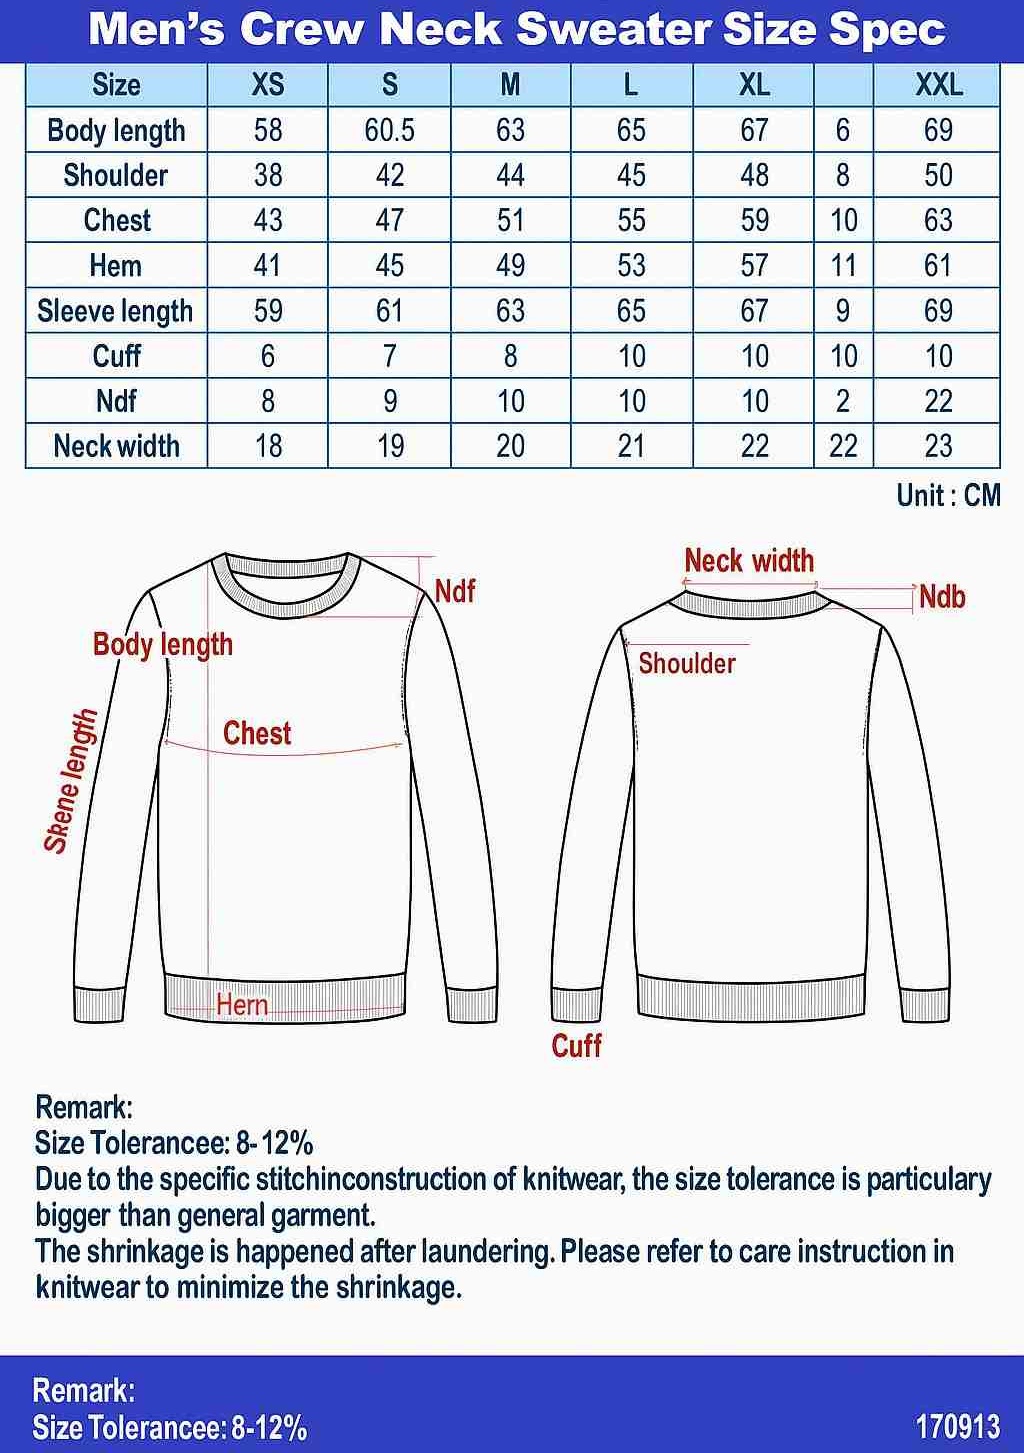 Men's Crew Neck Sweater Size Spec
Size XS S M L XL XXL
Body length 58 60.5 63 65 67 6 69
Shoulder 38 42 44 45 48 8 50
Chest 43 47 51 55 59 10 63
Hem 41 45 49 53 57 11 61
Sleeve length 59 61 63 65 67 9 69
Cuff 6 7 8 10 10 10 10
Ndf 8 9 10 10 10 2 22
Neck width 18 19 20 21 22 22 23
Unit : CM
Ndf
Body length
Chest
Skene length
Hern
Neck width
Ndb
Shoulder
Cuff
Remark:
Size Tolerancee: 8-12%
Due to the specific stitchinconstruction of knitwear, the size tolerance is particulary
bigger than general garment.
The shrinkage is happened after laundering. Please refer to care instruction in
knitwear to minimize the shrinkage.
Remark:
Size Tolerancee: 8-12%
170913